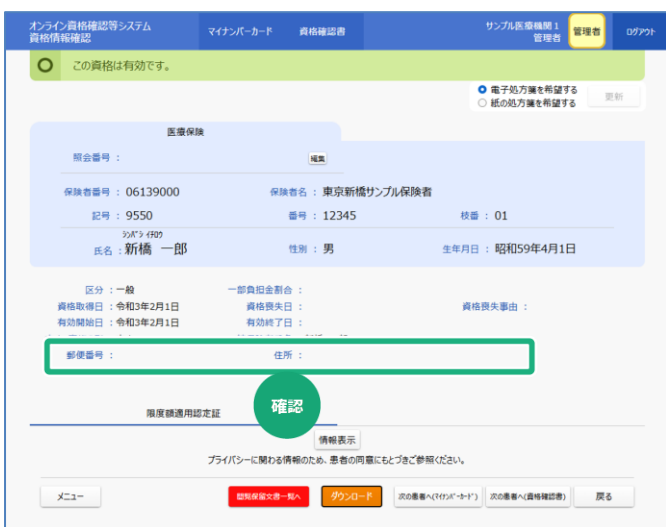 オンライン資格確認等システム
資格情報確認
マイナンバーカード
資格確認書
サンプル医療機関1
管理者
管理者
ログアウト
この資格は有効です。
電子処方箋を希望する
紙の処方箋を希望する
更新
医療保険
照会番号 :
編集
保険者番号 : 06139000
保険者名 : 東京新橋サンプル保険者
記号 : 9550
番号 : 12345
枝番 : 01
シンバシ イチロウ
氏名 : 新橋 一郎
性別 : 男
生年月日 : 昭和59年4月1日
区分 : 一般
一部負担金割合 :
資格取得日 : 令和3年2月1日
資格喪失日 :
資格喪失事由 :
有効開始日 : 令和3年2月1日
有効終了日 :
郵便番号 :
住所 :
確認
限度額適用認定証
情報表示
プライバシーに関わる情報のため、患者の同意にもとづきご参照ください。
メニュー
閲覧保留文書一覧へ
ダウンロード
次の患者へ(マイナンバーカード)
次の患者へ(資格確認書)
戻る